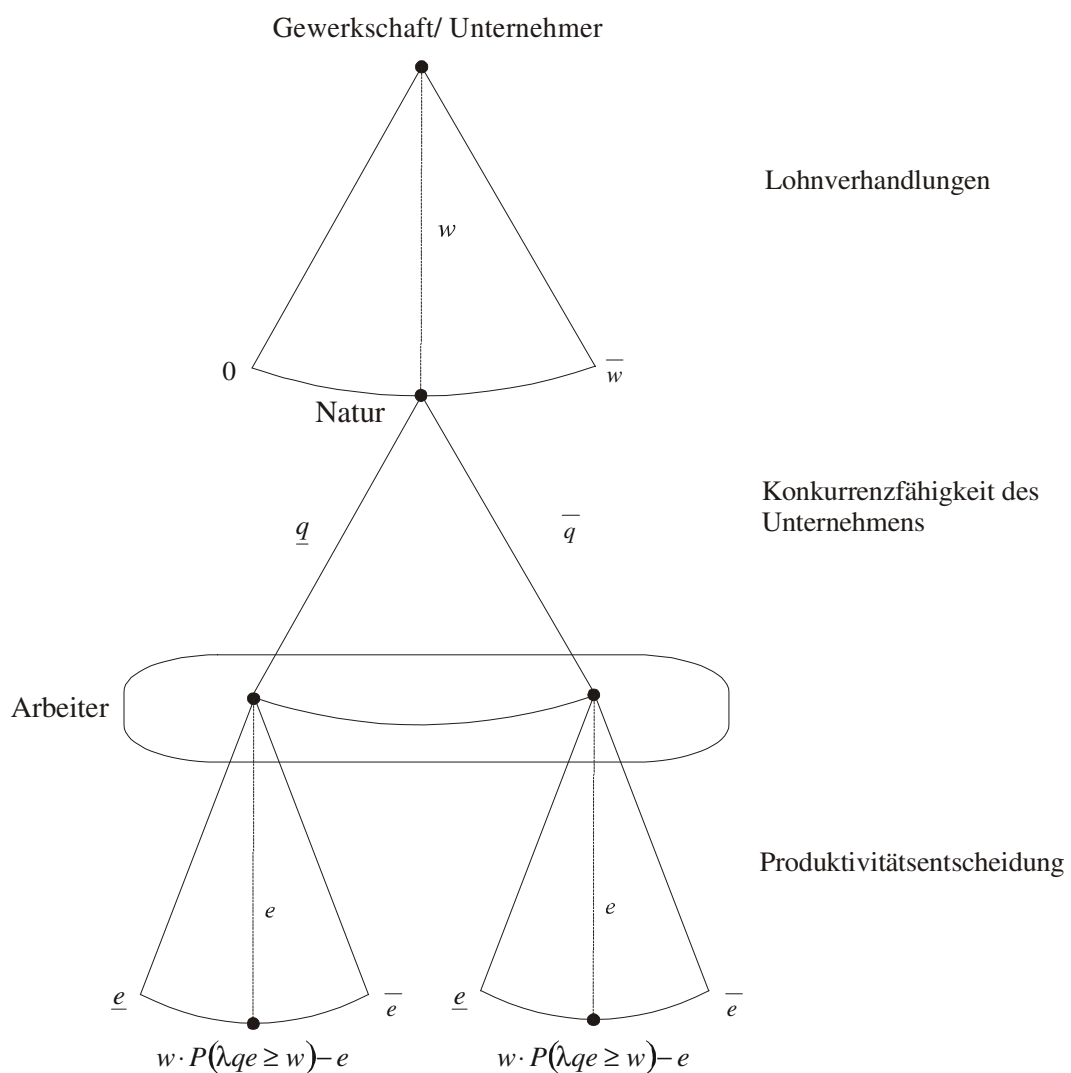 Gewerkschaft/ Unternehmer
Lohnverhandlungen
w
0
w̅
Natur
Konkurrenzfähigkeit des
Unternehmens
q̲
q̅
Arbeiter
Produktivitätsentscheidung
e
e
e̲
e̅
e̲
e̅
w · P(λqe ≥ w) – e
w · P(λqe ≥ w) – e